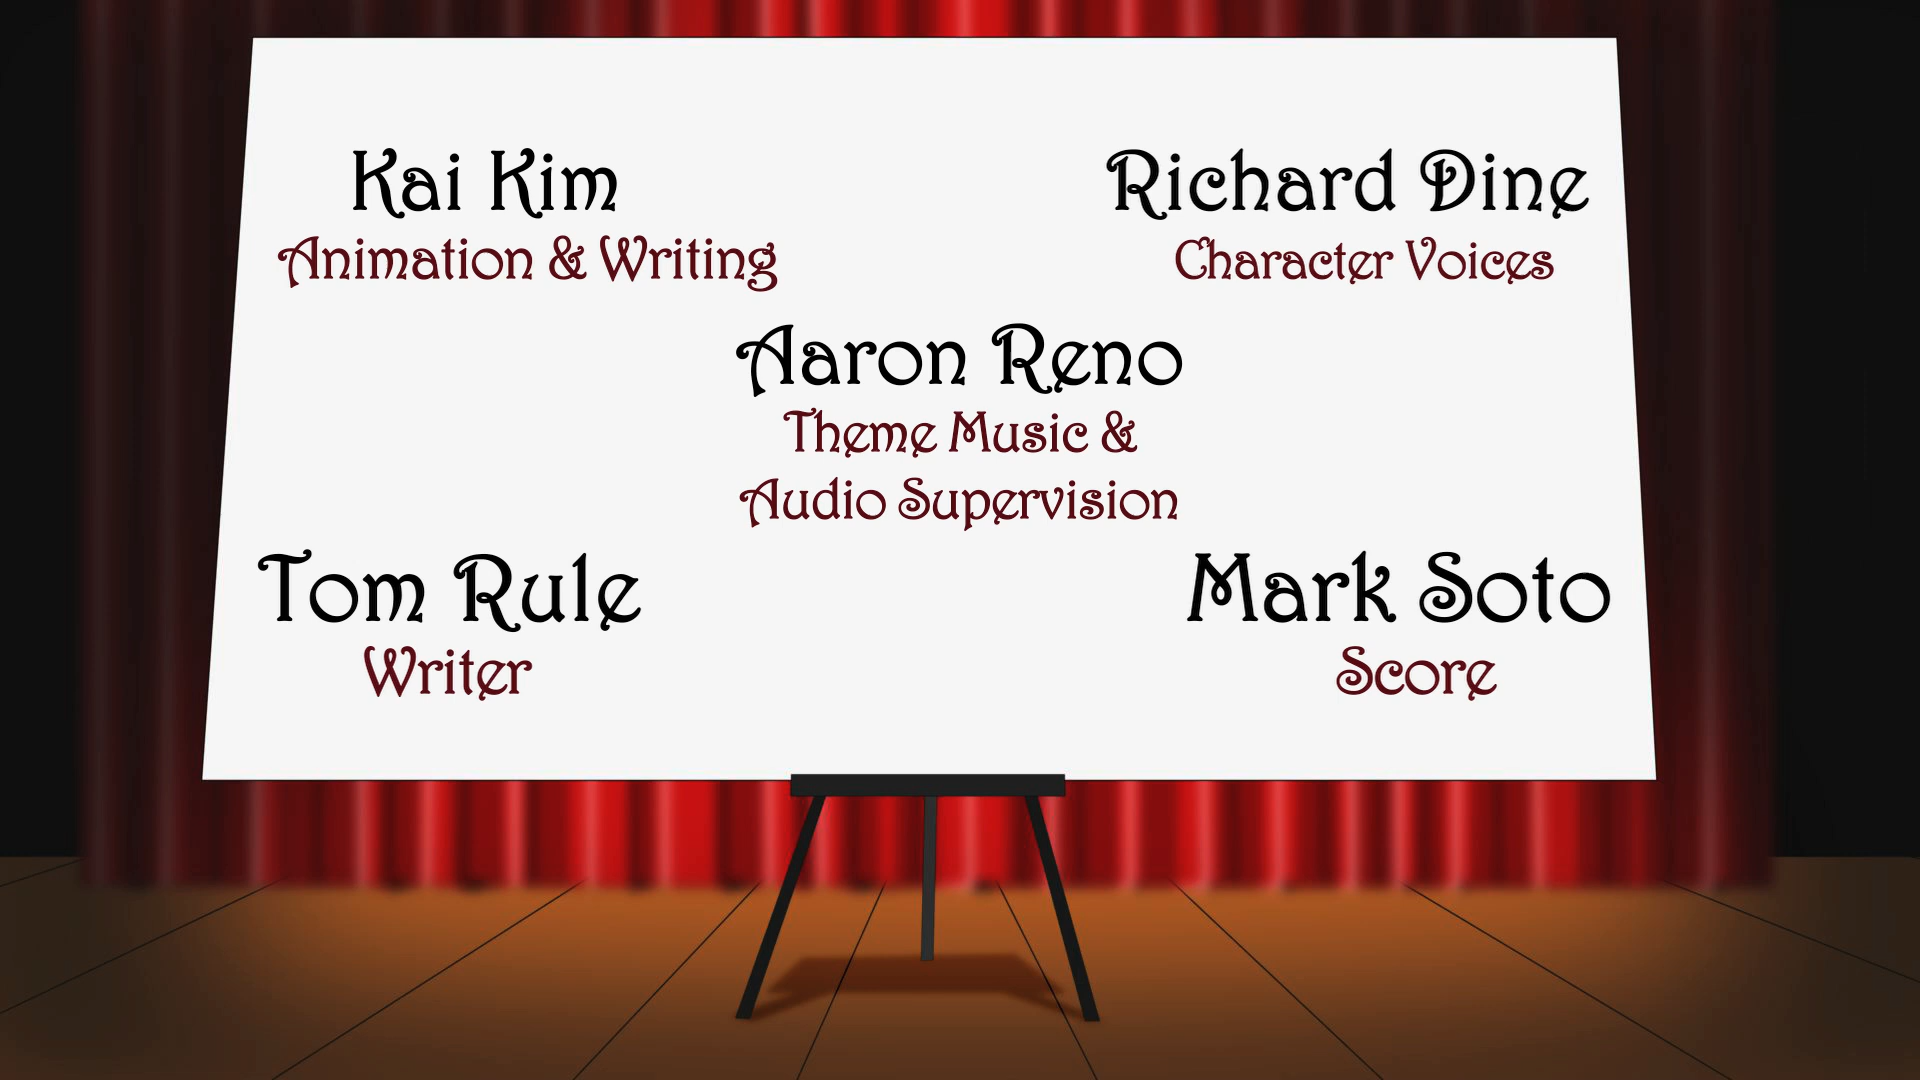 Kai Kim
Animation & Writing
Richard Dine
Character Voices
Aaron Reno
Theme Music &
Audio Supervision
Tom Rule
Writer
Mark Soto
Score